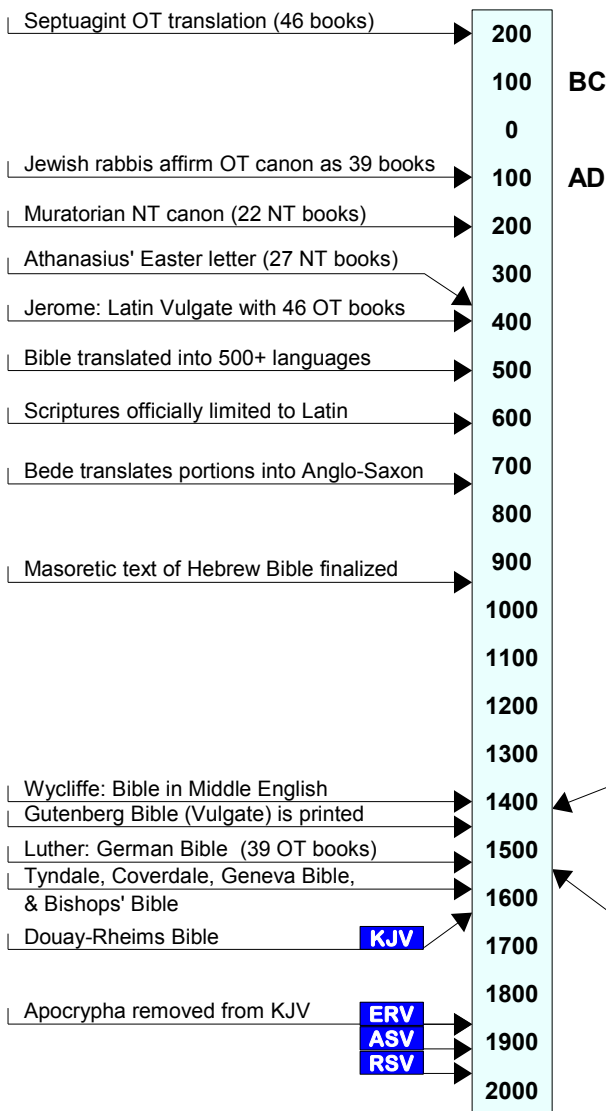 Septuagint OT translation (46 books)
200
100 BC
0
Jewish rabbis affirm OT canon as 39 books
100 AD
Muratorian NT canon (22 NT books)
200
Athanasius' Easter letter (27 NT books)
300
Jerome: Latin Vulgate with 46 OT books
400
Bible translated into 500+ languages
500
Scriptures officially limited to Latin
600
Bede translates portions into Anglo-Saxon
700
800
Masoretic text of Hebrew Bible finalized
900
1000
1100
1200
1300
Wycliffe: Bible in Middle English
1400
Gutenberg Bible (Vulgate) is printed
Luther: German Bible (39 OT books)
1500
Tyndale, Coverdale, Geneva Bible,
& Bishops' Bible
1600
Douay-Rheims Bible
KJV
1700
1800
Apocrypha removed from KJV
ERV
ASV
1900
RSV
2000